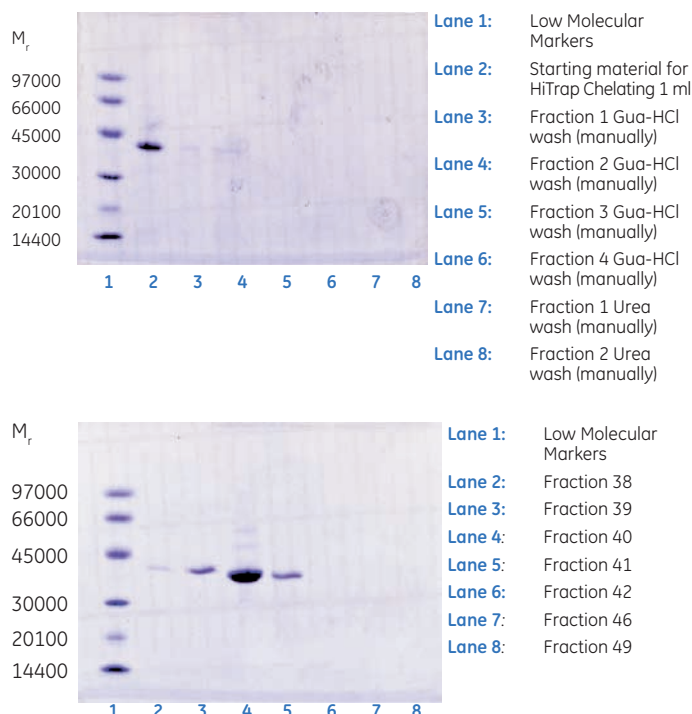 Mr
97000
66000
45000
30000
20100
14400
1 2 3 4 5 6 7 8
Lane 1: Low Molecular
Markers
Lane 2: Starting material for
HiTrap Chelating 1 ml
Lane 3: Fraction 1 Gua-HCl
wash (manually)
Lane 4: Fraction 2 Gua-HCl
wash (manually)
Lane 5: Fraction 3 Gua-HCl
wash (manually)
Lane 6: Fraction 4 Gua-HCl
wash (manually)
Lane 7: Fraction 1 Urea
wash (manually)
Lane 8: Fraction 2 Urea
wash (manually)
Mr
97000
66000
45000
30000
20100
14400
1 2 3 4 5 6 7 8
Lane 1: Low Molecular
Markers
Lane 2: Fraction 38
Lane 3: Fraction 39
Lane 4: Fraction 40
Lane 5: Fraction 41
Lane 6: Fraction 42
Lane 7: Fraction 46
Lane 8: Fraction 49